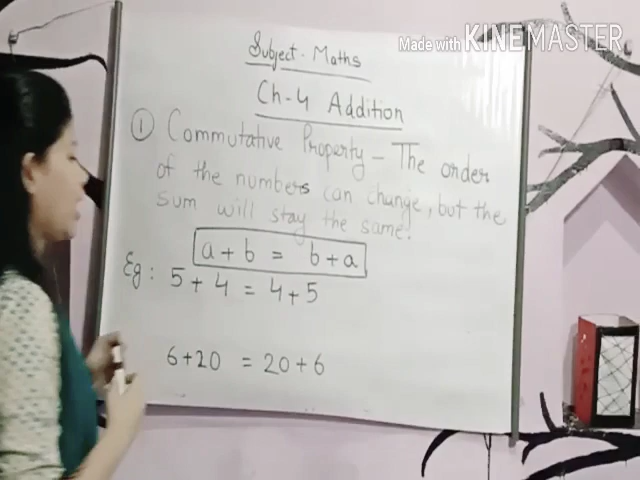 Made with KINEMASTER
Subject - Maths
Ch-4 Addition
① Commutative Property - The order
of the numbers can change, but the
sum will stay the same.
a + b = b + a
Eg: 5 + 4 = 4 + 5
6 + 20 = 20 + 6